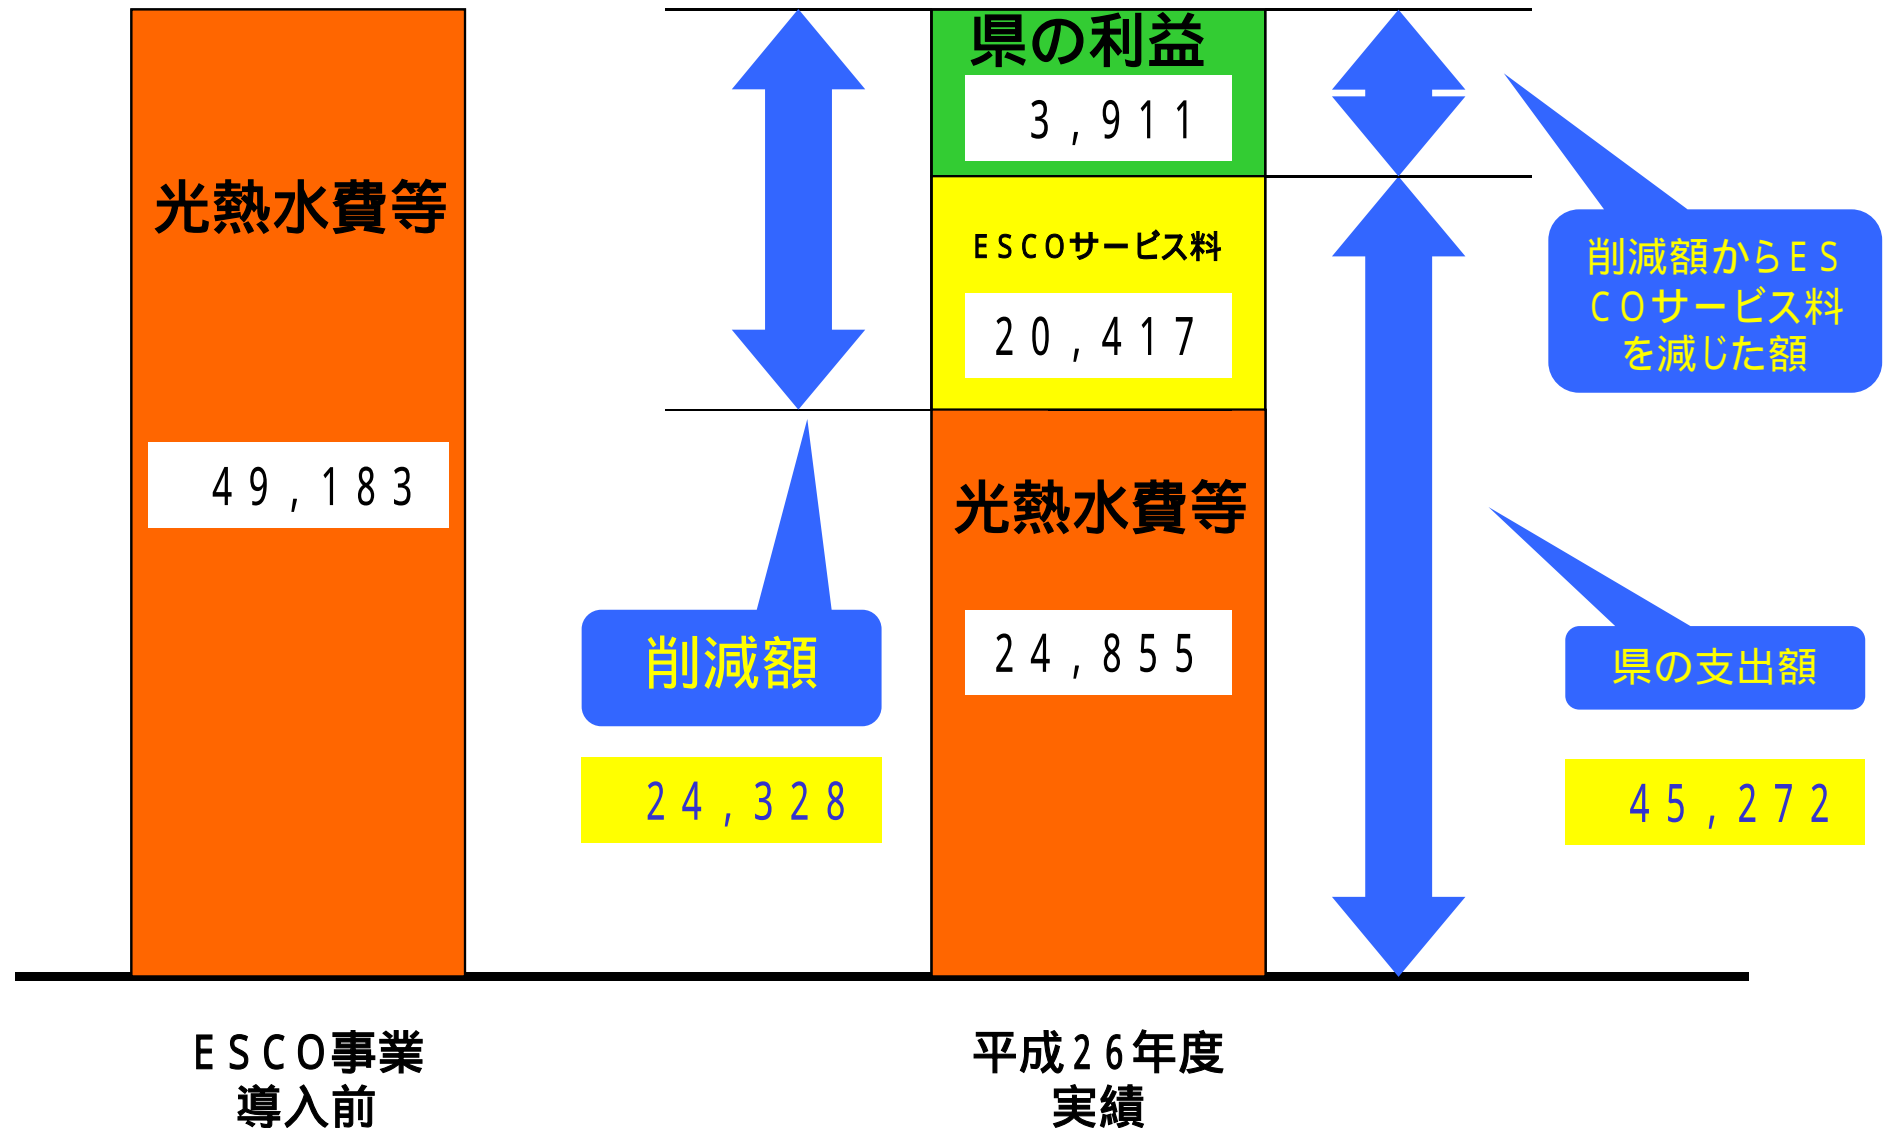 光熱水費等
４９，１８３
ＥＳＣＯ事業
導入前
削減額
２４，３２８
県の利益
３，９１１
ＥＳＣＯサービス料
２０，４１７
光熱水費等
２４，８５５
平成２６年度
実績
削減額からＥＳ
ＣＯサービス料
を減じた額
県の支出額
４５，２７２